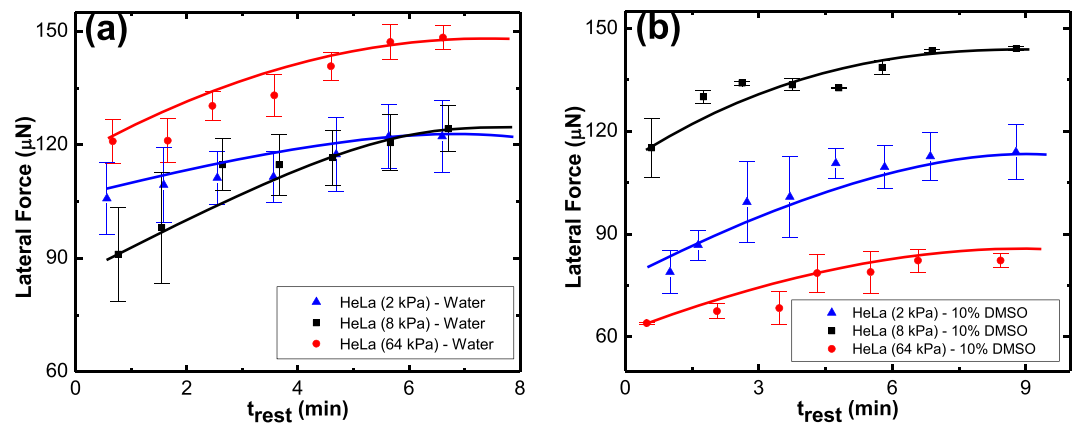 (a)
Lateral Force (μN)
150
120
90
60
HeLa (2 kPa) - Water
HeLa (8 kPa) - Water
HeLa (64 kPa) - Water
0 2 4 6 8
trest (min)
(b)
Lateral Force (μN)
150
120
90
60
HeLa (2 kPa) - 10% DMSO
HeLa (8 kPa) - 10% DMSO
HeLa (64 kPa) - 10% DMSO
0 3 6 9
trest (min)